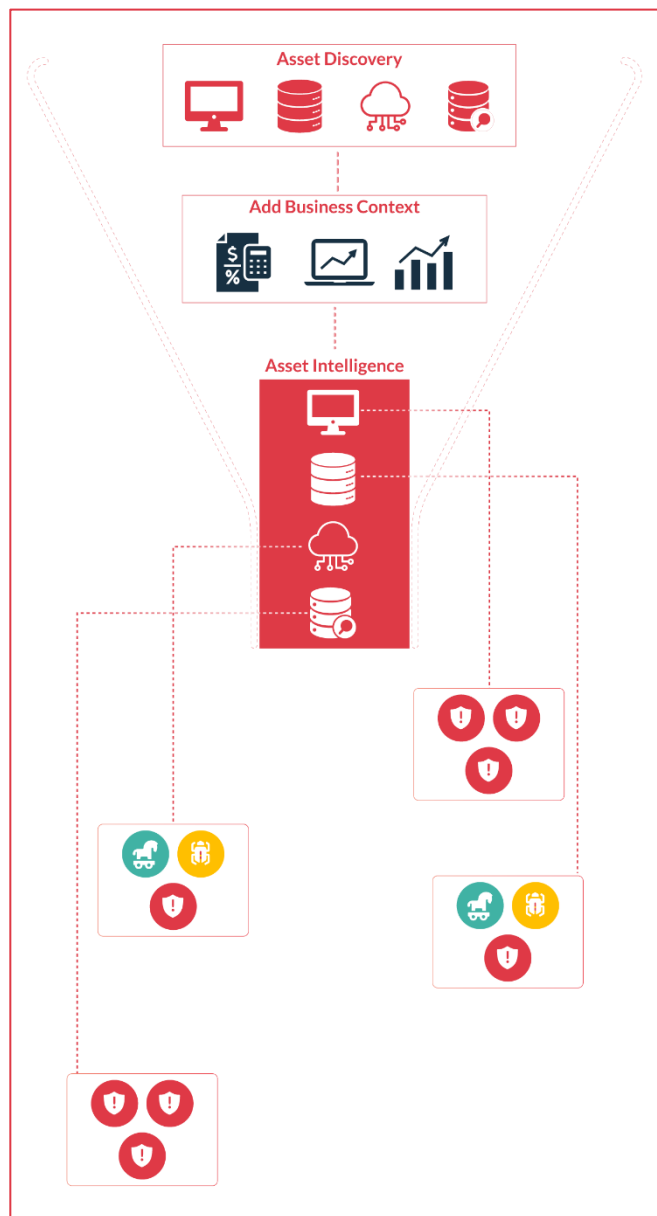 Asset Discovery
Add Business Context
$
%
Asset Intelligence